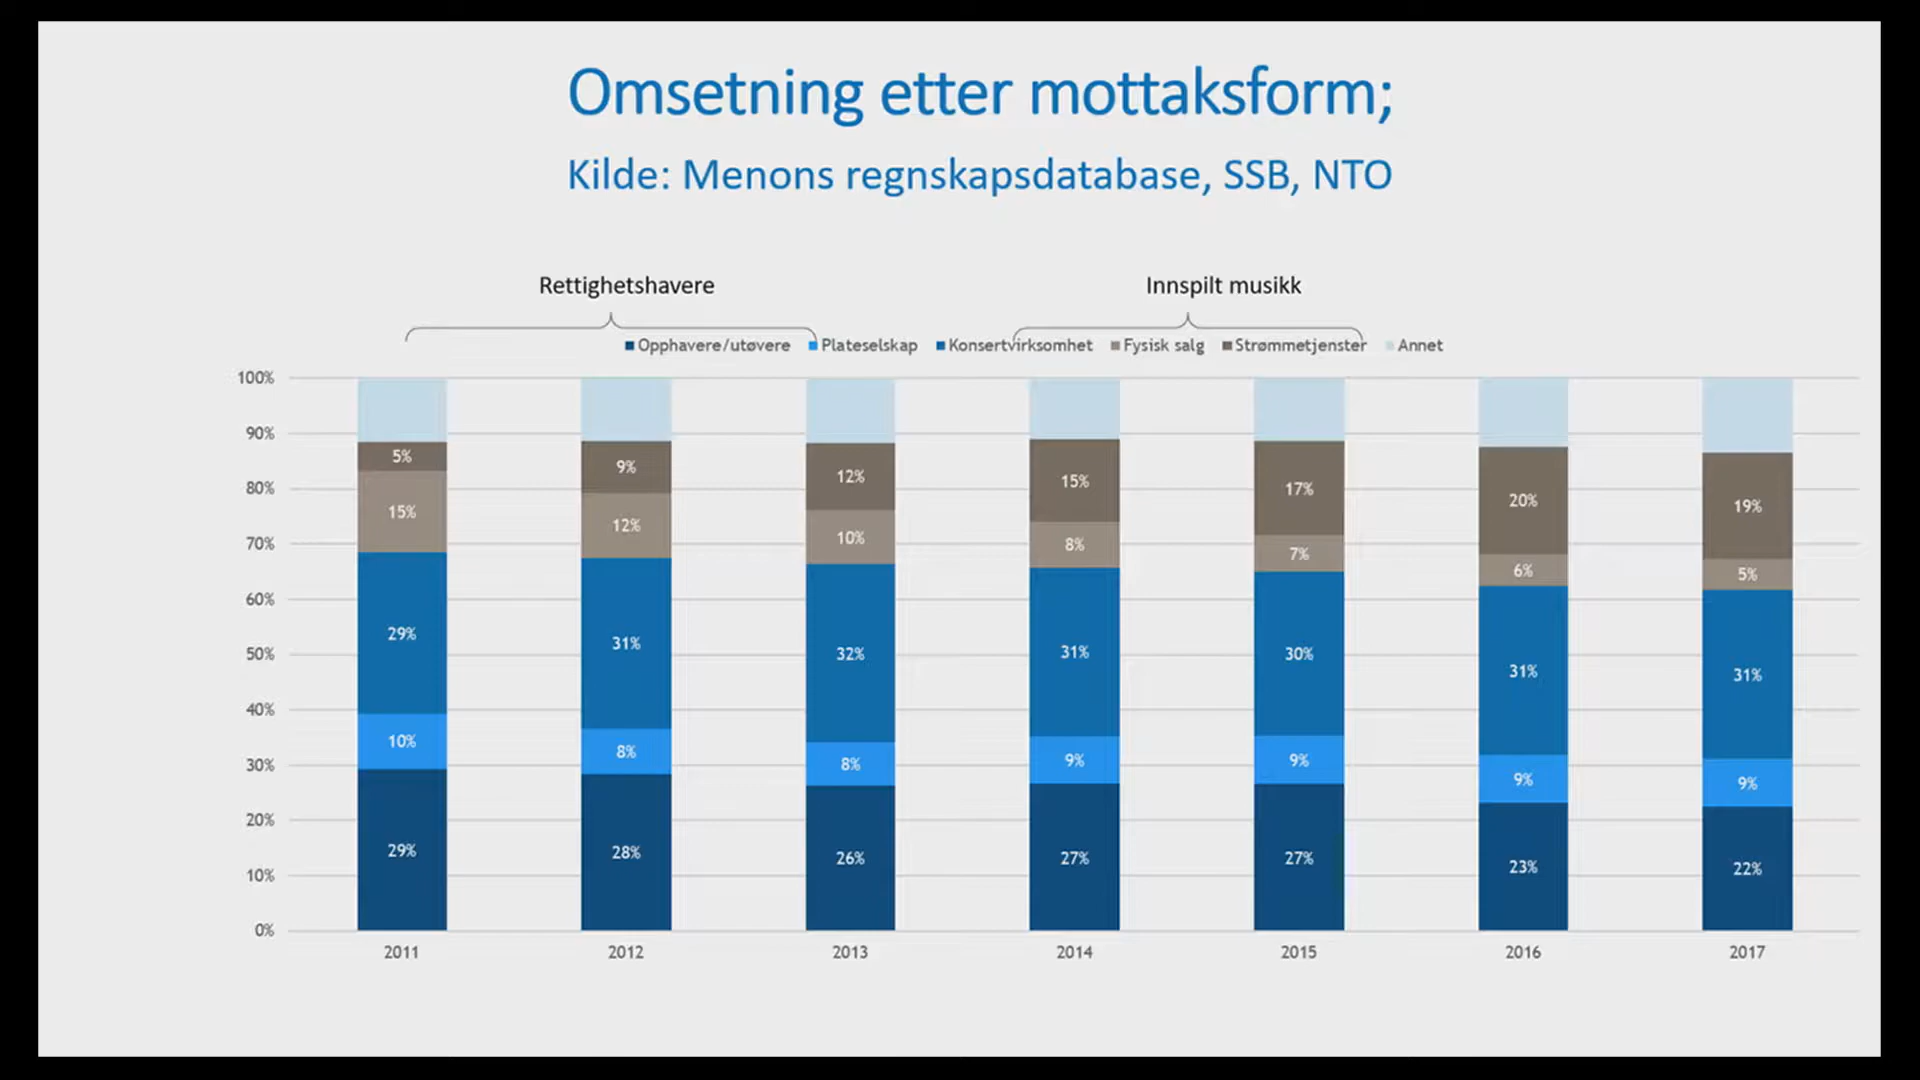 Omsetning etter mottaksform;
Kilde: Menons regnskapsdatabase, SSB, NTO
Rettighetshavere Innspilt musikk
Opphavere/utøvere Plateselskap Konsertvirksomhet Fysisk salg Strømmetjenster Annet
100%
90%
5% 9% 12% 15% 17% 20% 19%
80%
15% 12% 10% 8% 7% 6% 5%
70%
60%
29% 31% 32% 31% 30% 31% 31%
50%
40%
10% 8% 8% 9% 9% 9% 9%
30%
20%
29% 28% 26% 27% 27% 23% 22%
10%
0%
2011 2012 2013 2014 2015 2016 2017